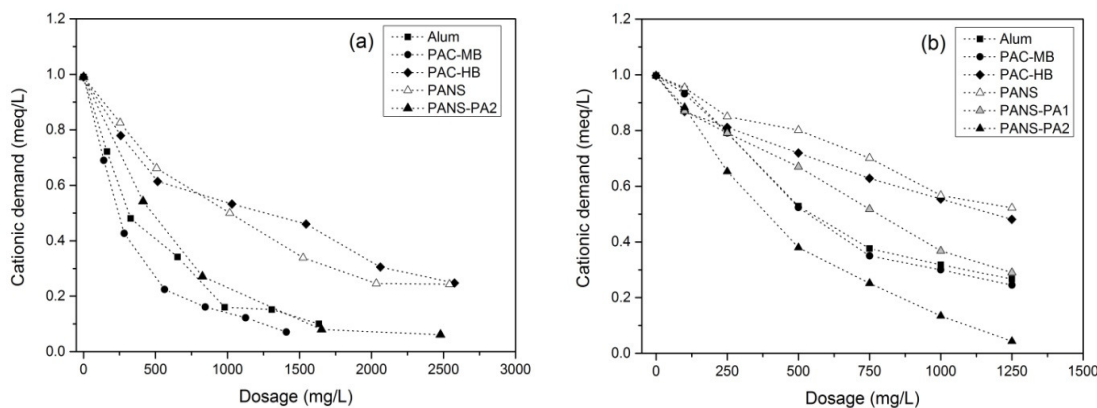 (a)
Alum
PAC-MB
PAC-HB
PANS
PANS-PA2
1.2
1.0
0.8
0.6
0.4
0.2
0.0
Cationic demand (meq/L)
0 500 1000 1500 2000 2500 3000
Dosage (mg/L)
(b)
Alum
PAC-MB
PAC-HB
PANS
PANS-PA1
PANS-PA2
1.2
1.0
0.8
0.6
0.4
0.2
0.0
Cationic demand (meq/L)
0 250 500 750 1000 1250 1500
Dosage (mg/L)